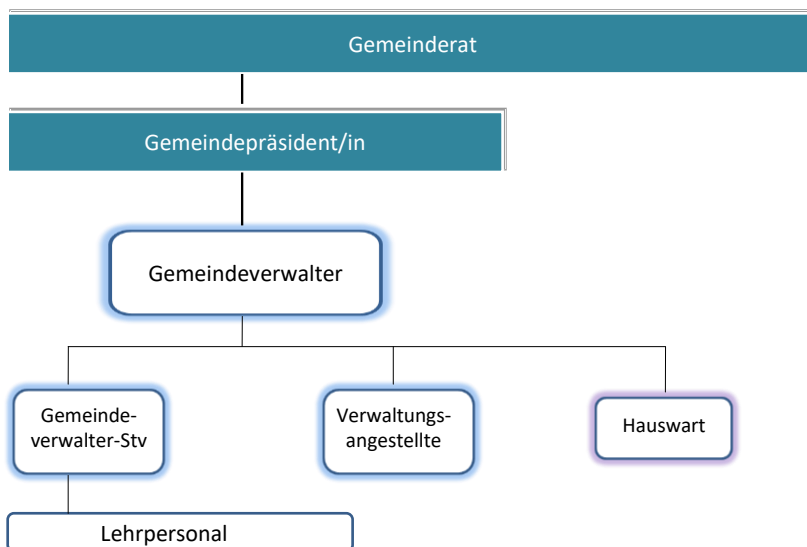 Gemeinderat
Gemeindepräsident/in
Gemeindeverwalter
Gemeinde-
verwalter-Stv
Verwaltungs-
angestellte
Hauswart
Lehrpersonal